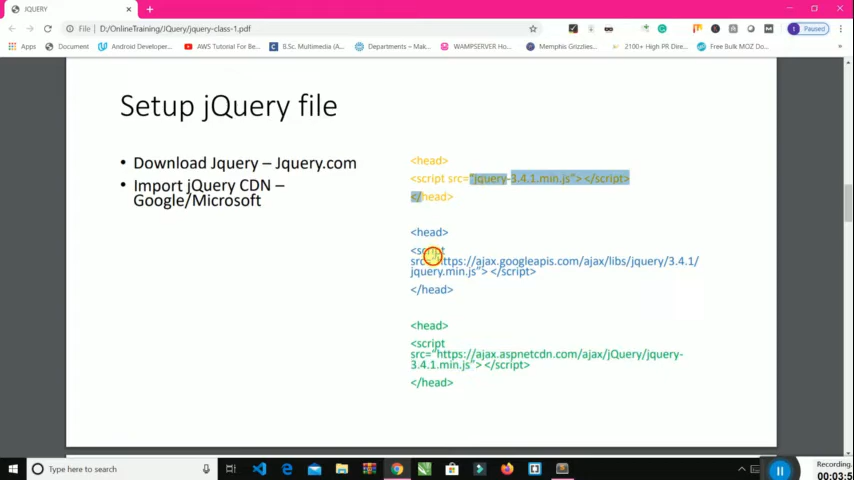 JQUERY
File | D:/OnlineTraining/JQuery/jquery-class-1.pdf
Paused
Apps
Document
Android Developer...
AWS Tutorial For Be...
B.Sc. Multimedia (A...
Departments – Mak...
WAMPSERVER Ho...
Memphis Grizzlies...
2100+ High PR Dire...
Free Bulk MOZ Do...
Setup jQuery file
• Download Jquery – Jquery.com
• Import jQuery CDN –
Google/Microsoft
<head>
<script src="jquery-3.4.1.min.js"> </script>
</head>
<head>
<script
src="https://ajax.googleapis.com/ajax/libs/jquery/3.4.1/
jquery.min.js"> </script>
</head>
<head>
<script
src="https://ajax.aspnetcdn.com/ajax/jQuery/jquery-
3.4.1.min.js"> </script>
</head>
Type here to search
Recording...
00:03:5